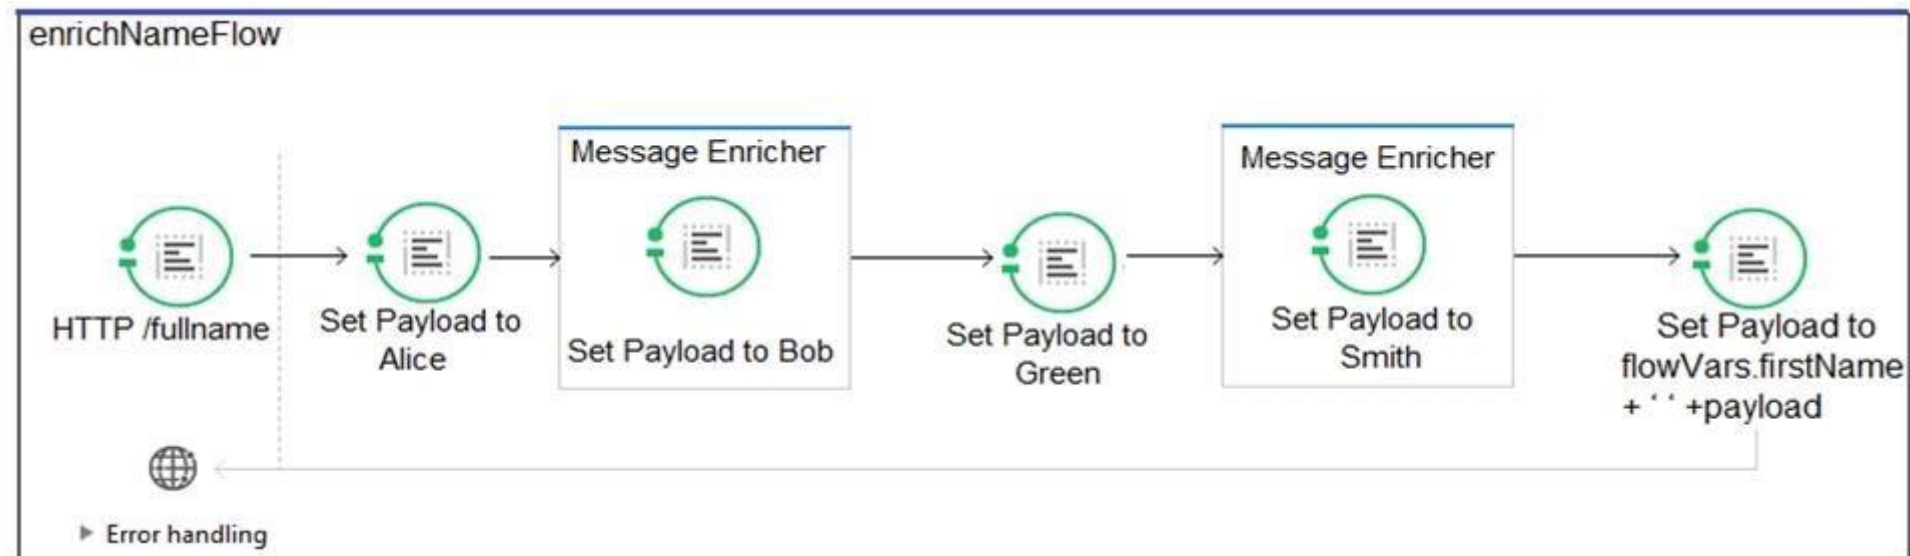 enrichNameFlow
Message Enricher
Message Enricher
HTTP /fullname
Set Payload to
Alice
Set Payload to Bob
Set Payload to
Green
Set Payload to
Smith
Set Payload to
flowVars.firstName
+ ‘ ‘ +payload
Error handling